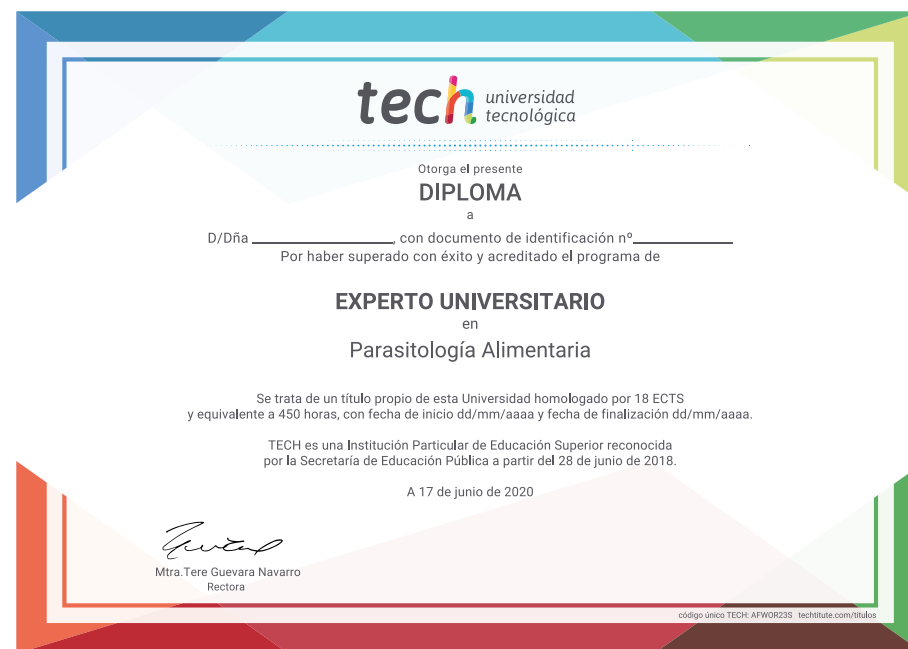 tech universidad
tecnológica
Otorga el presente
DIPLOMA
a
D/Dña ____________________, con documento de identificación nº______________
Por haber superado con éxito y acreditado el programa de
EXPERTO UNIVERSITARIO
en
Parasitología Alimentaria
Se trata de un título propio de esta Universidad homologado por 18 ECTS
y equivalente a 450 horas, con fecha de inicio dd/mm/aaaa y fecha de finalización dd/mm/aaaa.
TECH es una Institución Particular de Educación Superior reconocida
por la Secretaría de Educación Pública a partir del 28 de junio de 2018.
A 17 de junio de 2020
Mtra.Tere Guevara Navarro
Rectora
código único TECH: AFWOR23S techtitute.com/titulos